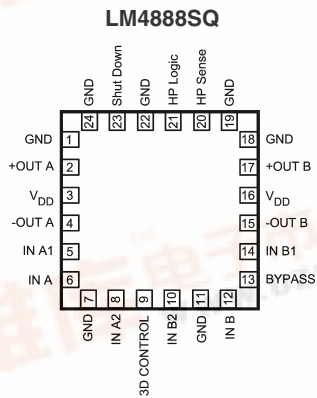 LM4888SQ
GND
Shut Down
GND
HP Logic
HP Sense
GND
24
23
22
21
20
19
GND 1
+OUT A 2
VDD 3
-OUT A 4
IN A1 5
IN A 6
18 GND
17 +OUT B
16 VDD
15 -OUT B
14 IN B1
13 BYPASS
7
8
9
10
11
12
GND
IN A2
3D CONTROL
IN B2
GND
IN B